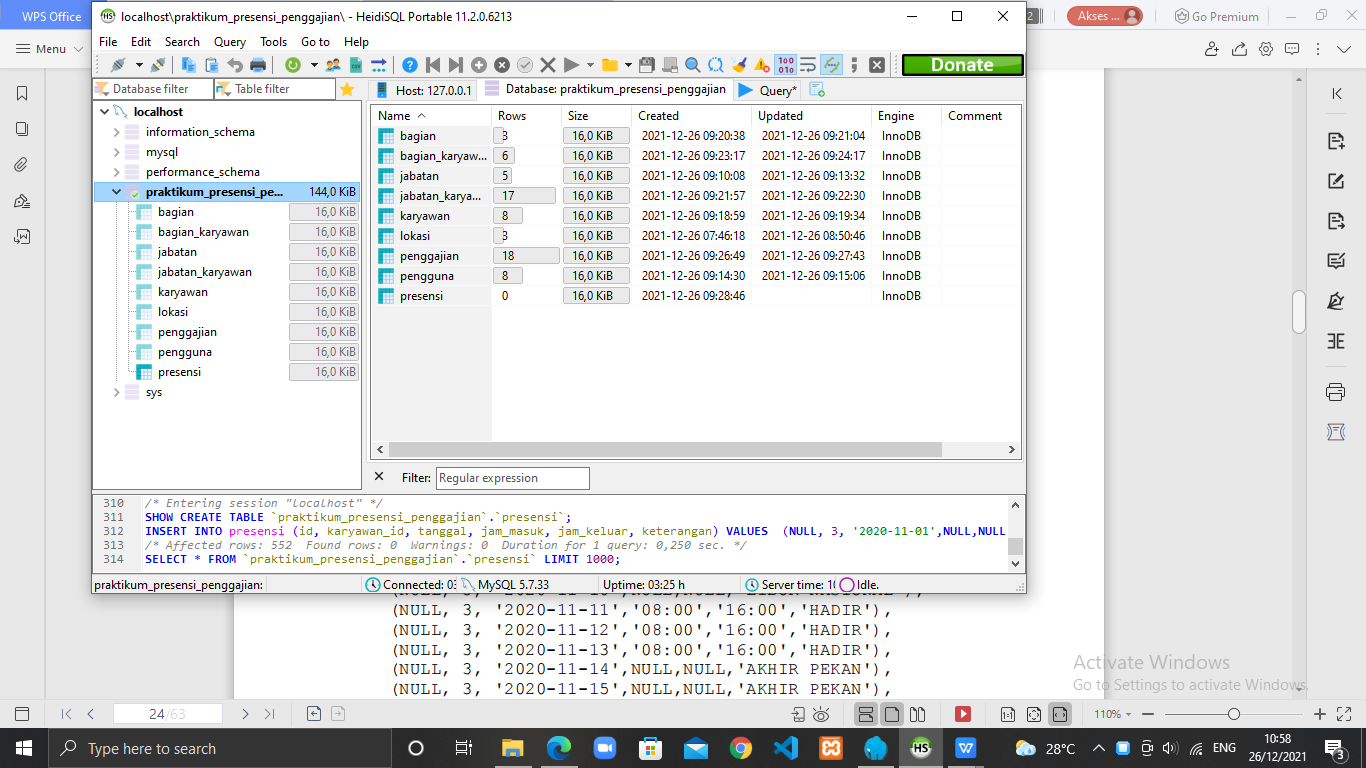 WPS Office
localhost\praktikum_presensi_penggajian\ - HeidiSQL Portable 11.2.0.6213
2
Akses ...
Go Premium
Menu
File Edit Search Query Tools Go to Help
Donate
Database filter
Table filter
Host: 127.0.0.1
Database: praktikum_presensi_penggajian
Query*
localhost
information_schema
mysql
performance_schema
praktikum_presensi_pe... 144,0 KiB
bagian 16,0 KiB
bagian_karyawan 16,0 KiB
jabatan 16,0 KiB
jabatan_karyawan 16,0 KiB
karyawan 16,0 KiB
lokasi 16,0 KiB
penggajian 16,0 KiB
pengguna 16,0 KiB
presensi 16,0 KiB
sys
Name Rows Size Created Updated Engine Comment
bagian 3 16,0 KiB 2021-12-26 09:20:38 2021-12-26 09:21:04 InnoDB
bagian_karyaw... 6 16,0 KiB 2021-12-26 09:23:17 2021-12-26 09:24:17 InnoDB
jabatan 5 16,0 KiB 2021-12-26 09:10:08 2021-12-26 09:13:32 InnoDB
jabatan_karya... 17 16,0 KiB 2021-12-26 09:21:57 2021-12-26 09:22:30 InnoDB
karyawan 8 16,0 KiB 2021-12-26 09:18:59 2021-12-26 09:19:34 InnoDB
lokasi 3 16,0 KiB 2021-12-26 07:46:18 2021-12-26 08:50:46 InnoDB
penggajian 18 16,0 KiB 2021-12-26 09:26:49 2021-12-26 09:27:43 InnoDB
pengguna 8 16,0 KiB 2021-12-26 09:14:30 2021-12-26 09:15:06 InnoDB
presensi 0 16,0 KiB 2021-12-26 09:28:46 InnoDB
Filter: Regular expression
310 /* Entering session "localhost" */
311 SHOW CREATE TABLE `praktikum_presensi_penggajian`.`presensi`;
312 INSERT INTO presensi (id, karyawan_id, tanggal, jam_masuk, jam_keluar, keterangan) VALUES (NULL, 3, '2020-11-01',NULL,NULL
313 /* Affected rows: 552 Found rows: 0 Warnings: 0 Duration for 1 query: 0,250 sec. */
314 SELECT * FROM `praktikum_presensi_penggajian`.`presensi` LIMIT 1000;
praktikum_presensi_penggajian: Connected: 03 MySQL 5.7.33 Uptime: 03:25 h Server time: 10 Idle.
(NULL, 3, '2020-11-11','08:00','16:00','HADIR'),
(NULL, 3, '2020-11-12','08:00','16:00','HADIR'),
(NULL, 3, '2020-11-13','08:00','16:00','HADIR'),
(NULL, 3, '2020-11-14',NULL,NULL,'AKHIR PEKAN'),
(NULL, 3, '2020-11-15',NULL,NULL,'AKHIR PEKAN'),
Activate Windows
Go to Settings to activate Windows.
24/63
110%
Type here to search
28°C
ENG
10:58
26/12/2021
3